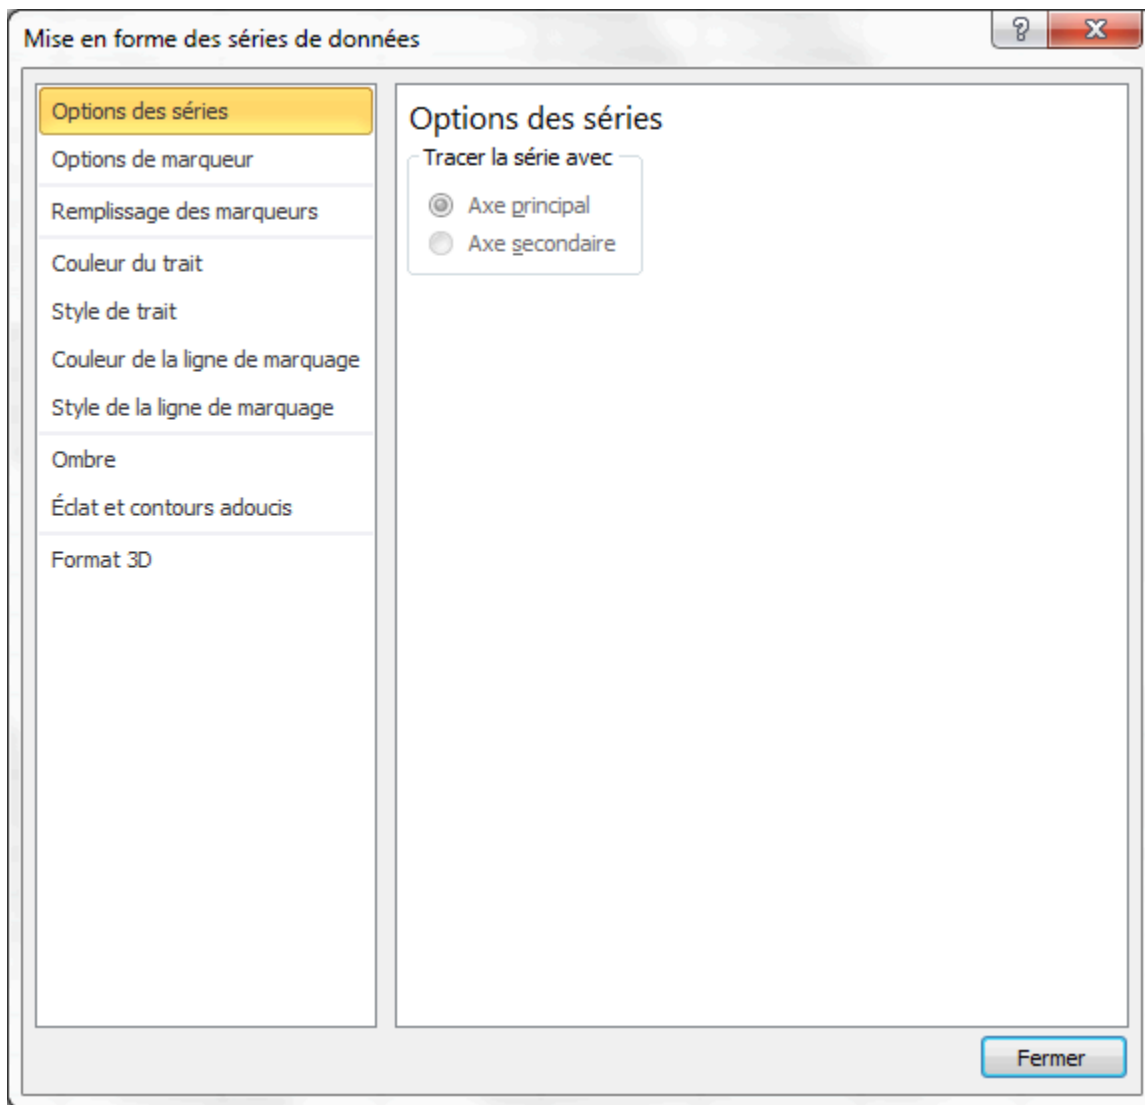 Mise en forme des séries de données
Options des séries
Options de marqueur
Remplissage des marqueurs
Couleur du trait
Style de trait
Couleur de la ligne de marquage
Style de la ligne de marquage
Ombre
Éclat et contours adoucis
Format 3D
Options des séries
Tracer la série avec
Axe principal
Axe secondaire
Fermer